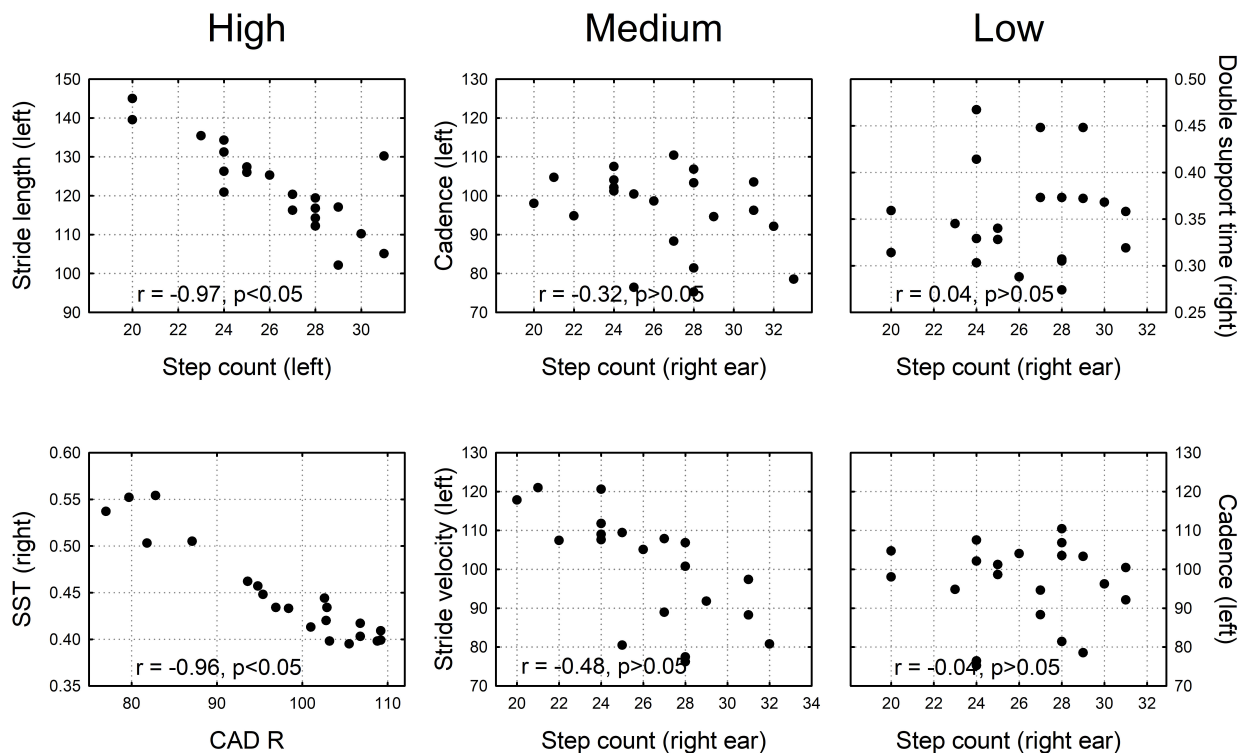 High
Medium
Low
Stride length (left)
150
140
130
120
110
100
90
r = -0.97, p<0.05
20 22 24 26 28 30
Step count (left)
Cadence (left)
130
120
110
100
90
80
70
r = -0.32, p>0.05
20 22 24 26 28 30 32
Step count (right ear)
Double support time (right)
0.50
0.45
0.40
0.35
0.30
0.25
r = 0.04, p>0.05
20 22 24 26 28 30 32
Step count (right ear)
SST (right)
0.60
0.55
0.50
0.45
0.40
0.35
r = -0.96, p<0.05
80 90 100 110
CAD R
Stride velocity (left)
130
120
110
100
90
80
70
r = -0.48, p>0.05
20 22 24 26 28 30 32 34
Step count (right ear)
Cadence (left)
130
120
110
100
90
80
70
r = -0.04, p>0.05
20 22 24 26 28 30 32
Step count (right ear)